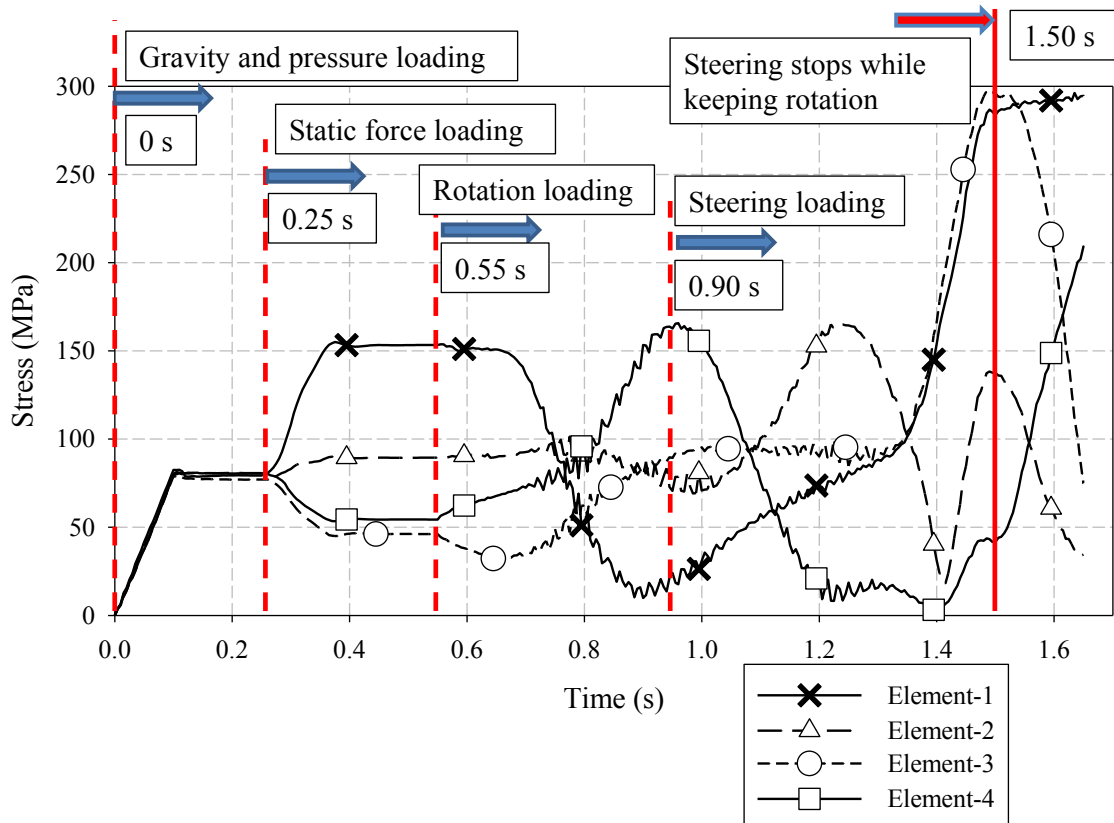 Gravity and pressure loading
0 s
Static force loading
0.25 s
Rotation loading
0.55 s
Steering loading
0.90 s
Steering stops while
keeping rotation
1.50 s
Stress (MPa)
300
250
200
150
100
50
0
0.0 0.2 0.4 0.6 0.8 1.0 1.2 1.4 1.6
Time (s)
Element-1
Element-2
Element-3
Element-4